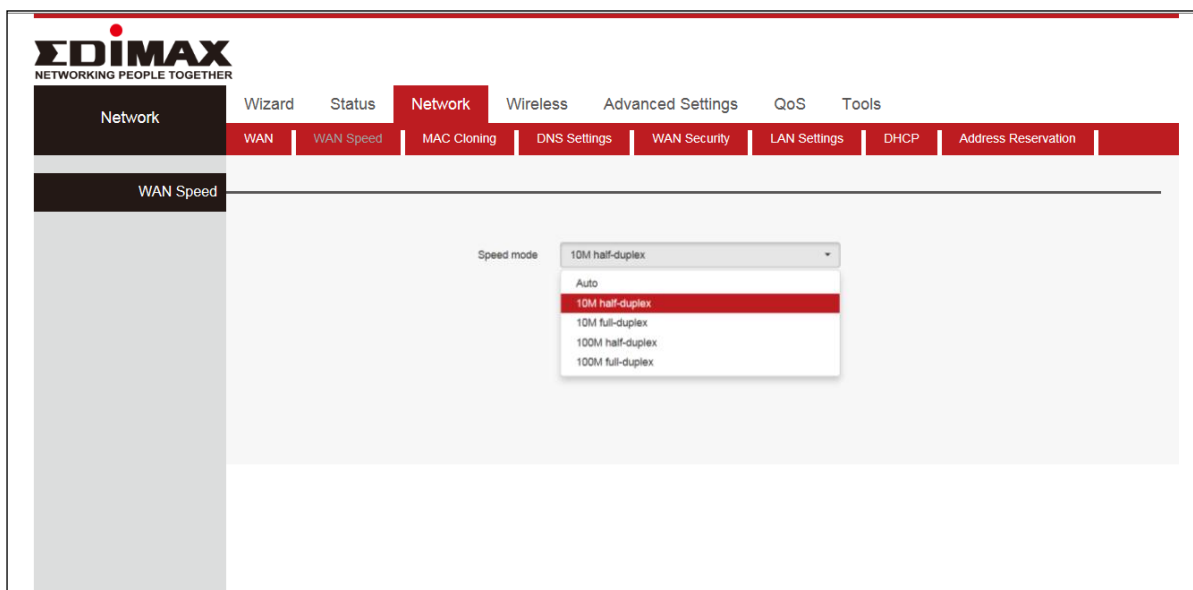 EDIMAX
NETWORKING PEOPLE TOGETHER
Network
Wizard Status Network Wireless Advanced Settings QoS Tools
WAN WAN Speed MAC Cloning DNS Settings WAN Security LAN Settings DHCP Address Reservation
WAN Speed
Speed mode 10M half-duplex
Auto
10M half-duplex
10M full-duplex
100M half-duplex
100M full-duplex